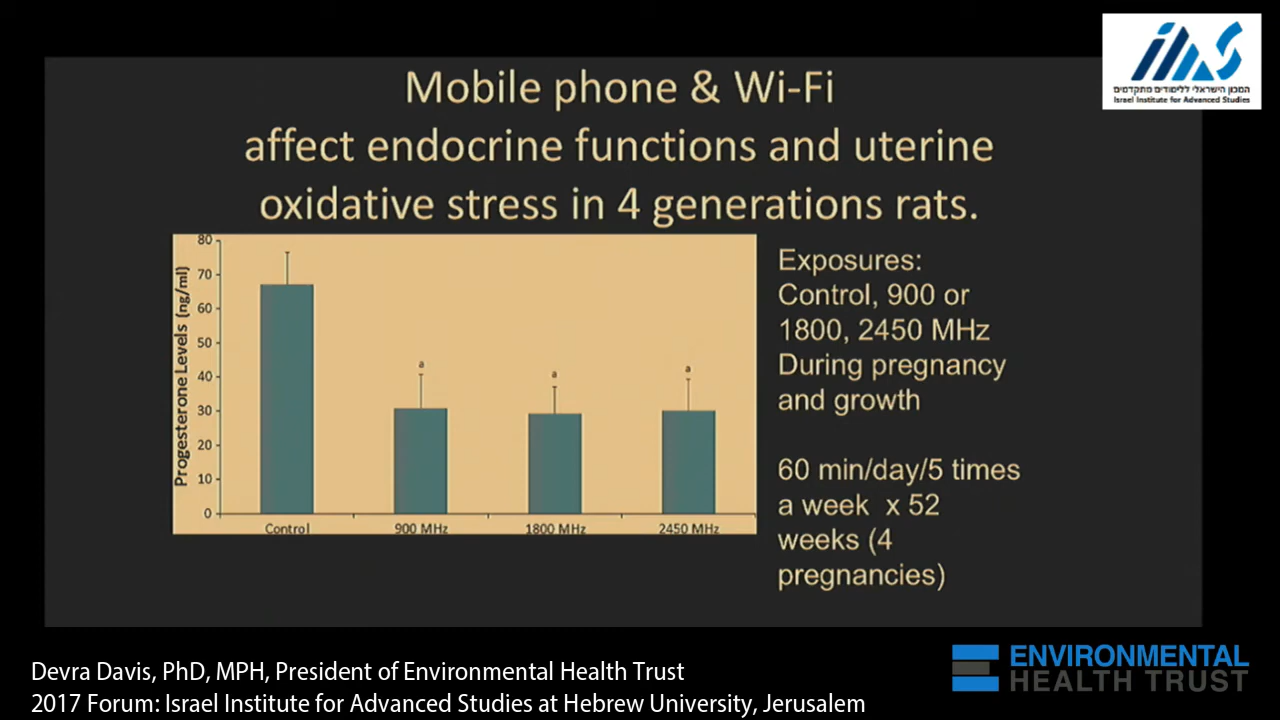 המכון הישראלי ללימודים מתקדמים
Israel Institute for Advanced Studies
Mobile phone & Wi-Fi
affect endocrine functions and uterine
oxidative stress in 4 generations rats.
Progesterone Levels (ng/ml)
80
70
60
50
40
30
20
10
0
a
a
a
Control
900 MHz
1800 MHz
2450 MHz
Exposures:
Control, 900 or
1800, 2450 MHz
During pregnancy
and growth
60 min/day/5 times
a week x 52
weeks (4
pregnancies)
Devra Davis, PhD, MPH, President of Environmental Health Trust
2017 Forum: Israel Institute for Advanced Studies at Hebrew University, Jerusalem
ENVIRONMENTAL
HEALTH TRUST